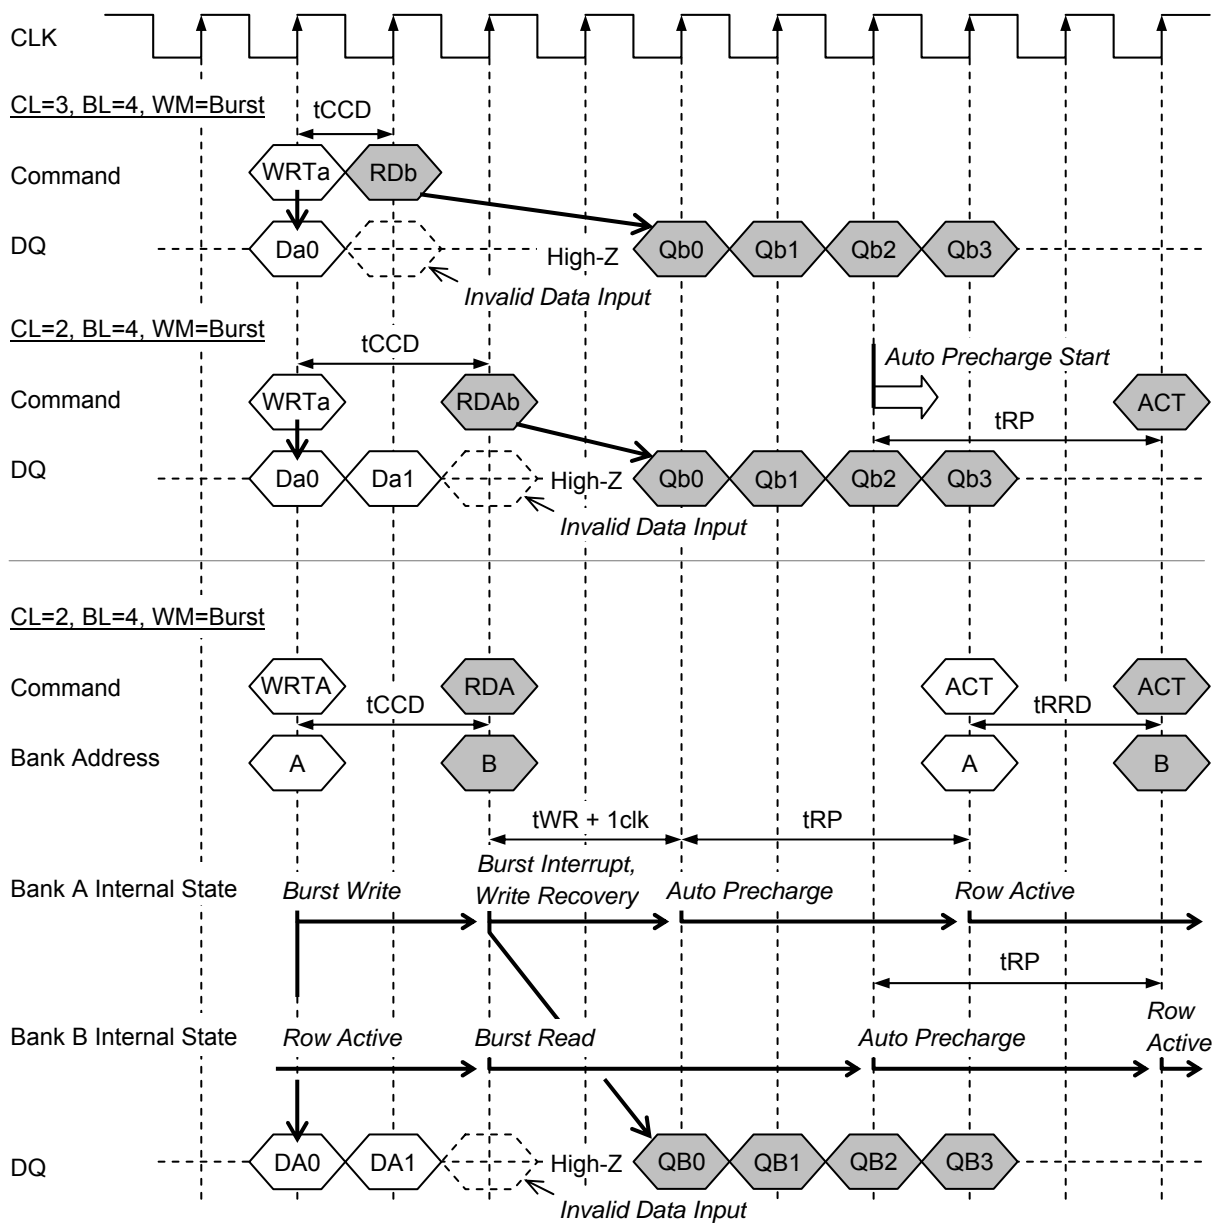 CLK
CL=3, BL=4, WM=Burst
tCCD
Command WRTa RDb
DQ Da0 High-Z Qb0 Qb1 Qb2 Qb3
Invalid Data Input
CL=2, BL=4, WM=Burst
tCCD Auto Precharge Start
Command WRTa RDAb ACT
tRP
DQ Da0 Da1 High-Z Qb0 Qb1 Qb2 Qb3
Invalid Data Input
CL=2, BL=4, WM=Burst
Command WRTA RDA ACT ACT
tCCD tRRD
Bank Address A B A B
tWR + 1clk tRP
Burst Interrupt,
Bank A Internal State Burst Write Write Recovery Auto Precharge Row Active
tRP
Row
Bank B Internal State Row Active Burst Read Auto Precharge Active
DQ DA0 DA1 High-Z QB0 QB1 QB2 QB3
Invalid Data Input